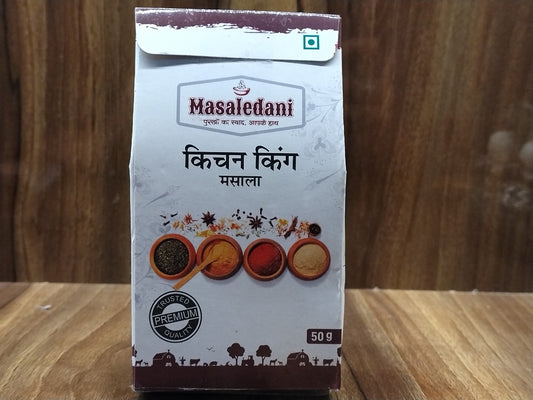 Masaledani
पुरखों का स्वाद, आपके हाथ
किचन किंग
मसाला
TRUSTED
PREMIUM
QUALITY
50 g